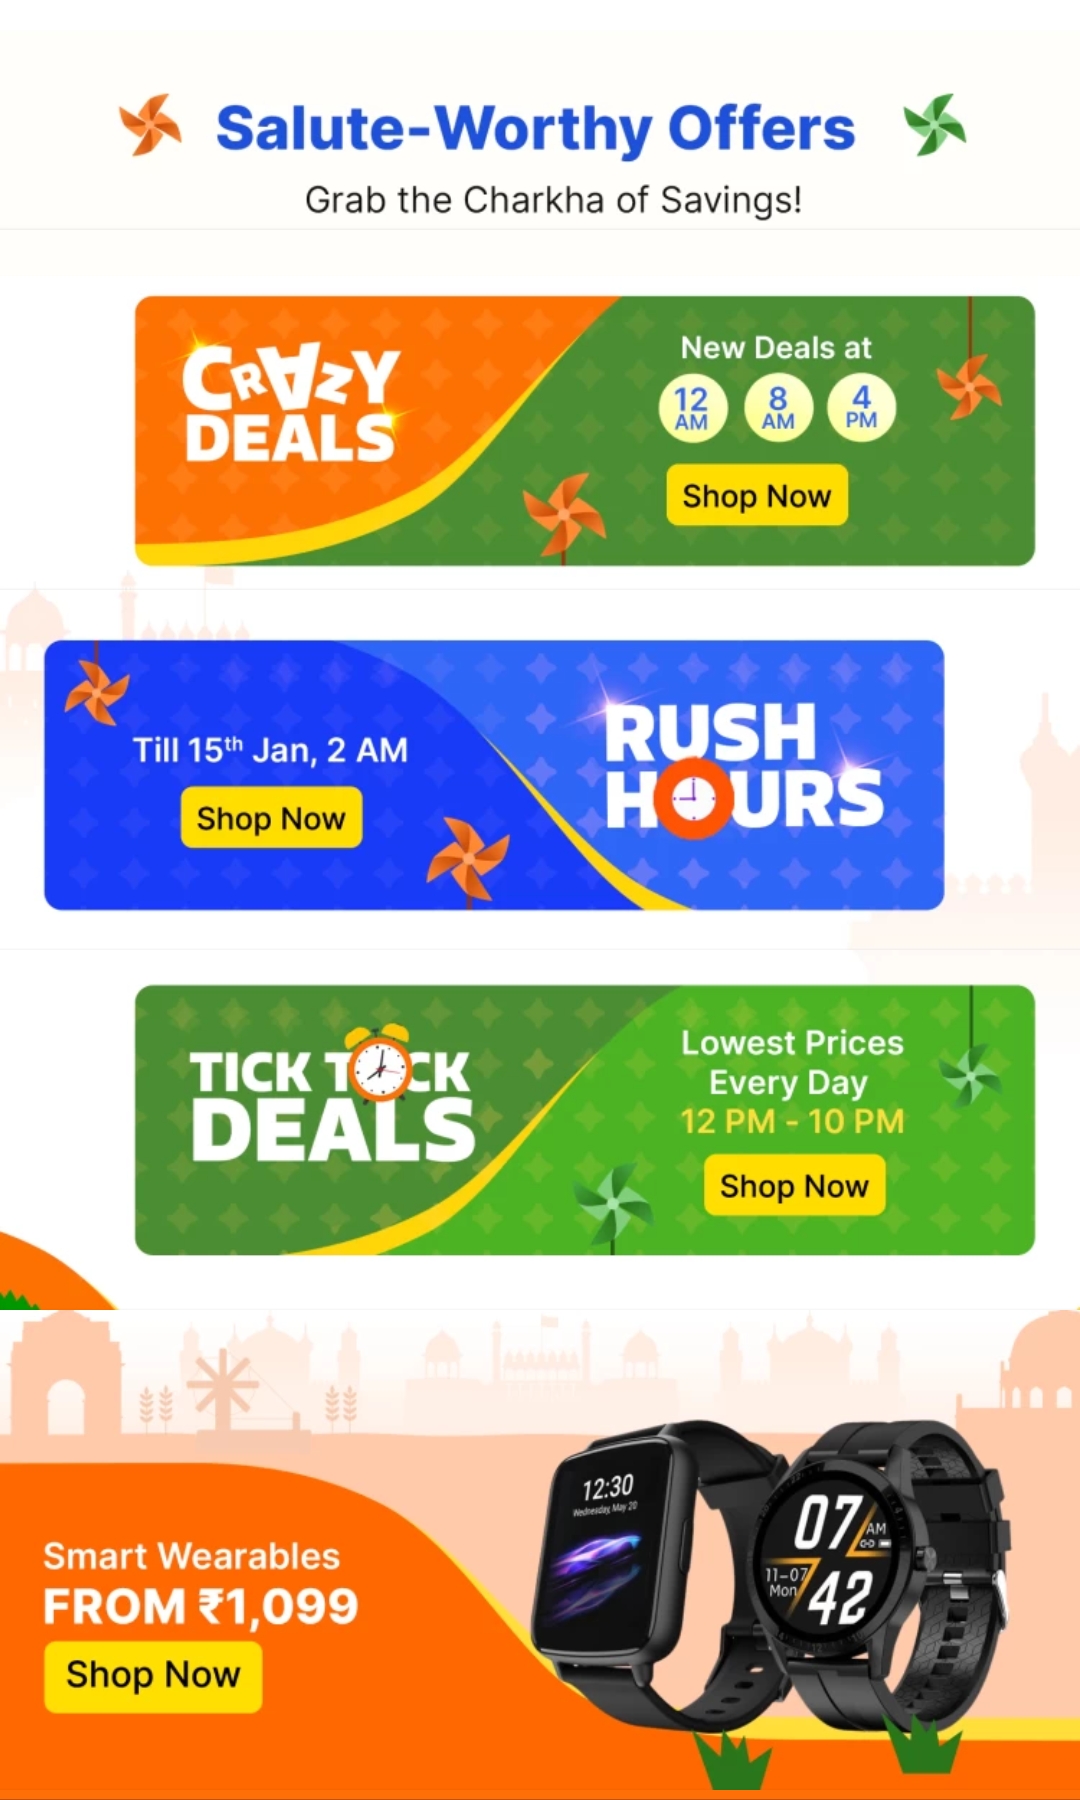 Salute-Worthy Offers
Grab the Charkha of Savings!
CRAZY
DEALS
New Deals at
12 AM 8 AM 4 PM
Shop Now
Till 15th Jan, 2 AM
Shop Now
RUSH
HOURS
TICK TOCK
DEALS
Lowest Prices
Every Day
12 PM - 10 PM
Shop Now
Smart Wearables
FROM ₹1,099
Shop Now
12:30
Wednesday, May 20
07 AM
11-07
Mon
42